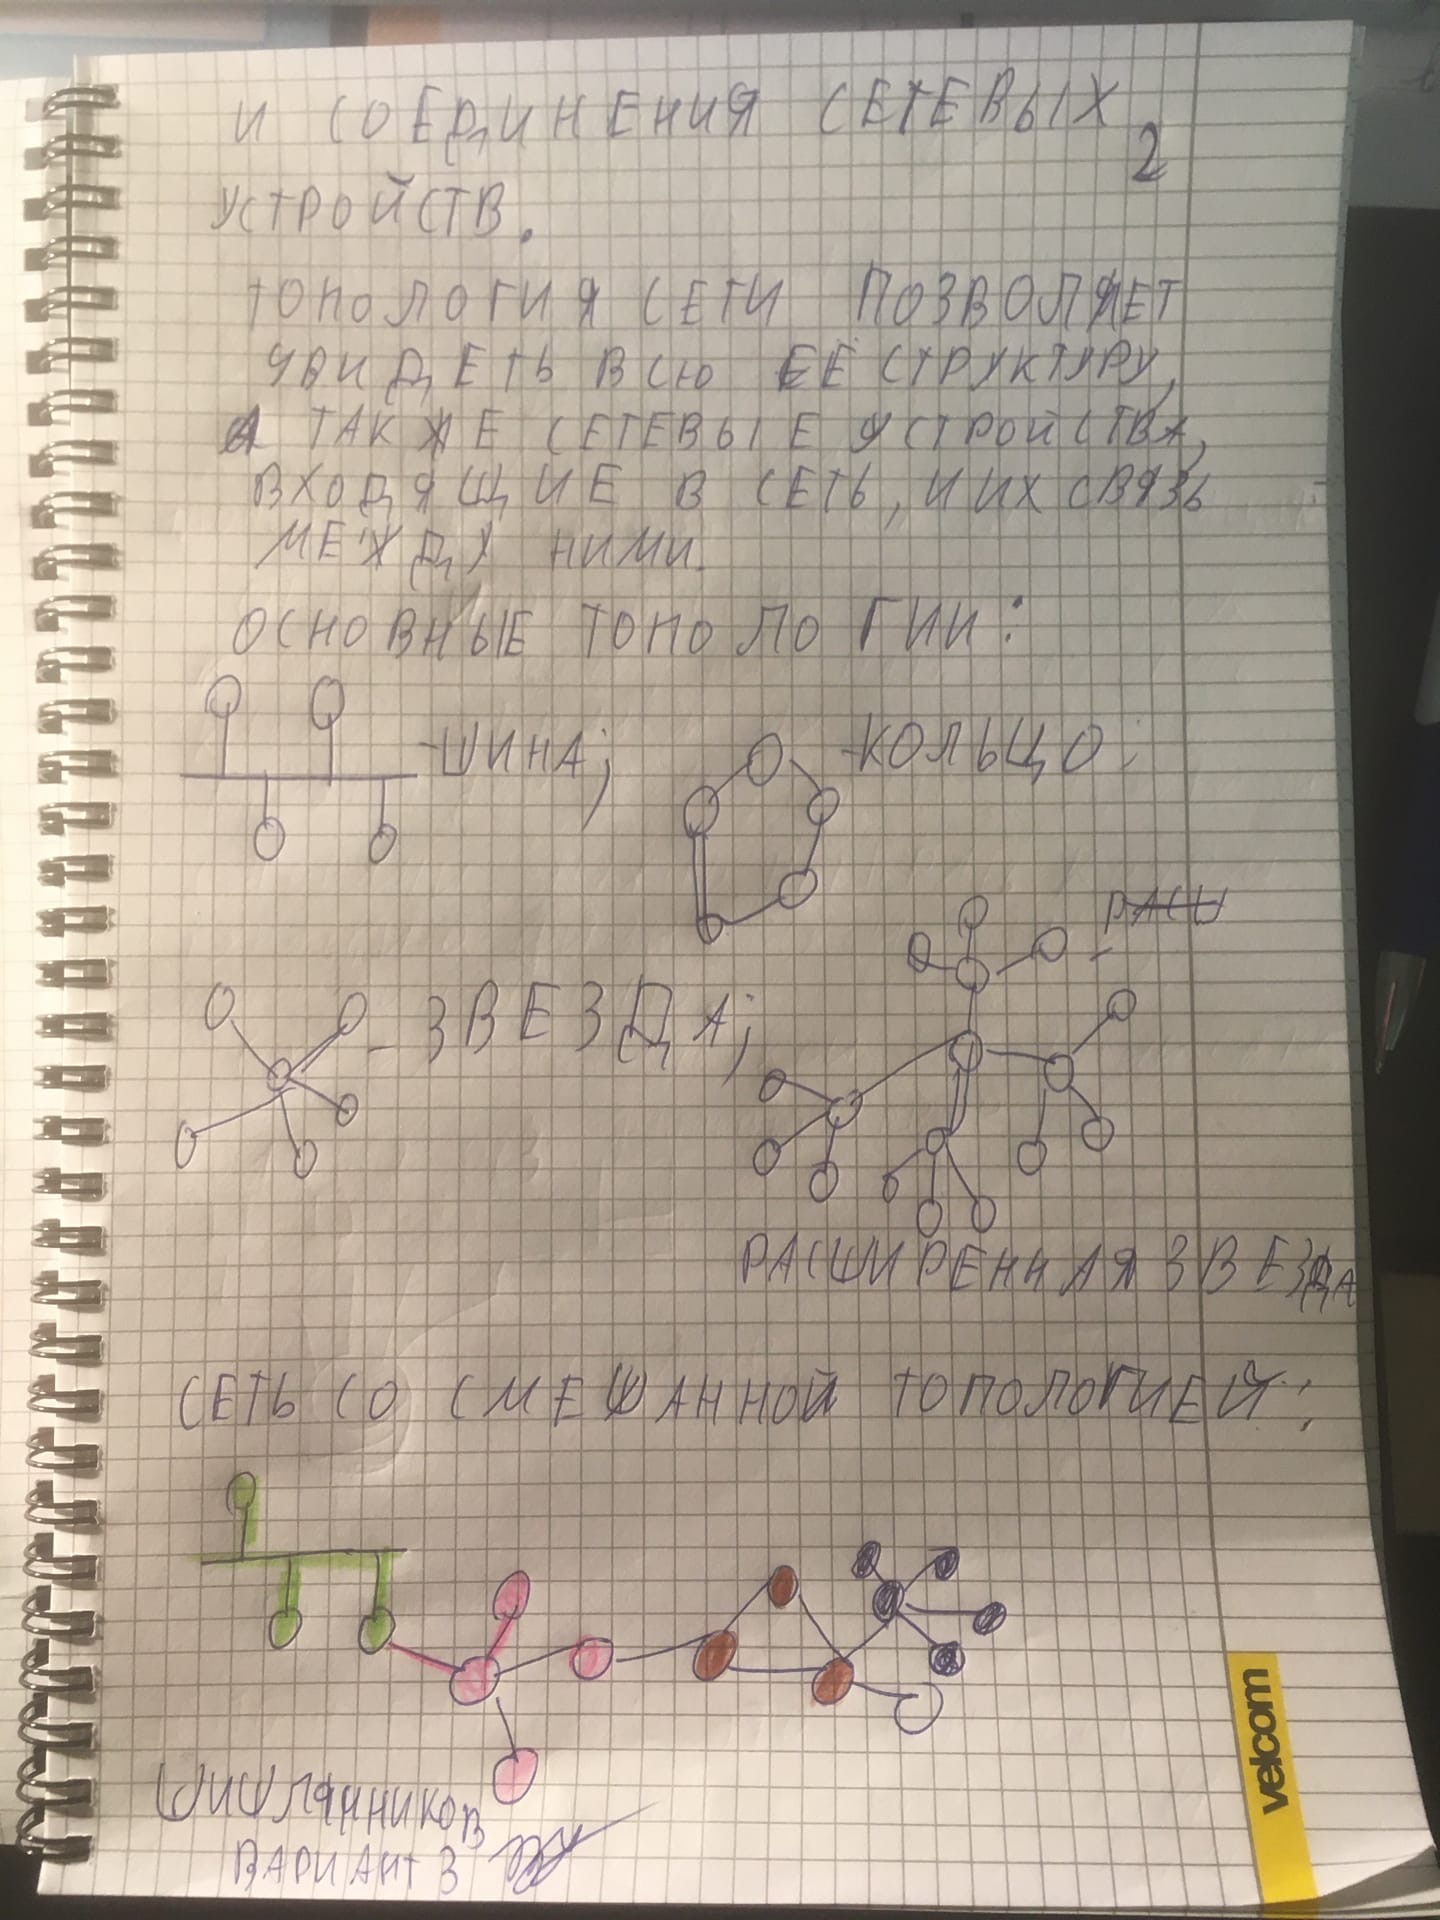 И СОЕДИНЕНИЯ СЕТЕВЫХ
2
УСТРОЙСТВ.
ТОПОЛОГИЯ СЕТИ ПОЗВОЛЯЕТ
УВИДЕТЬ ВСЮ ЕЁ СТРУКТУРУ,
А ТАКЖЕ СЕТЕВЫЕ УСТРОЙСТВА,
ВХОДЯЩИЕ В СЕТЬ, И ИХ СВЯЗЬ
МЕЖДУ НИМИ.
ОСНОВНЫЕ ТОПОЛОГИИ:
-ШИНА;
-КОЛЬЦО;
- РАСШ
- ЗВЕЗДА;
РАСШИРЕННАЯ ЗВЕЗДА
СЕТЬ СО СМЕШАННОЙ ТОПОЛОГИЕЙ:
ШИШЛЯННИКОВ
ВАРИАНТ 3
velcom